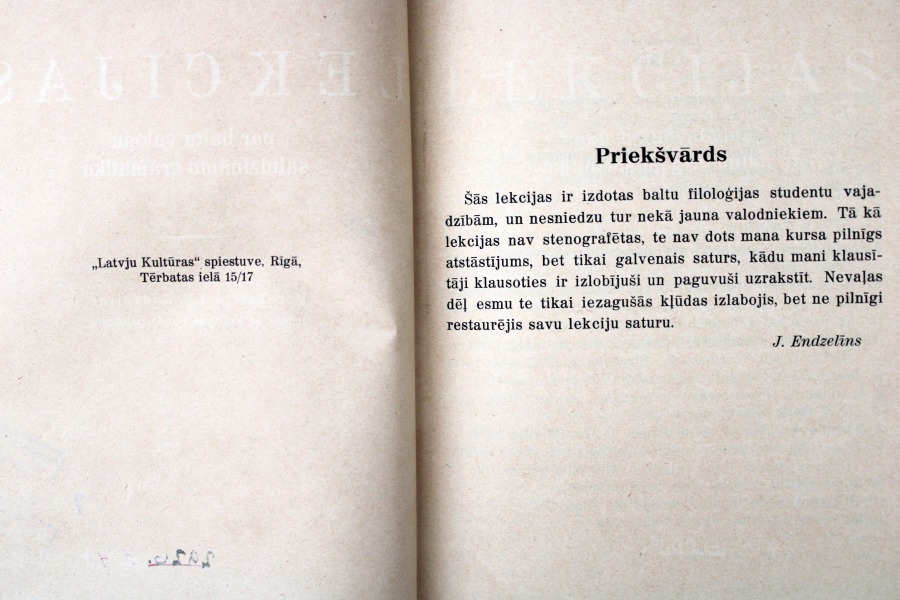 „Latvju Kultūras“ spiestuve, Rīgā,
Tērbatas ielā 15/17
Priekšvārds
Šās lekcijas ir izdotas baltu filoloģijas studentu vaja-
dzībām, un nesniedzu tur nekā jauna valodniekiem. Tā kā
lekcijas nav stenografētas, te nav dots mana kursa pilnīgs
atstāstījums, bet tikai galvenais saturs, kādu mani klausī-
tāji klausoties ir izlobījuši un paguvuši uzrakstīt. Nevaļas
dēļ esmu te tikai iezagušās kļūdas izlabojis, bet ne pilnīgi
restaurējis savu lekciju saturu.
J. Endzelīns